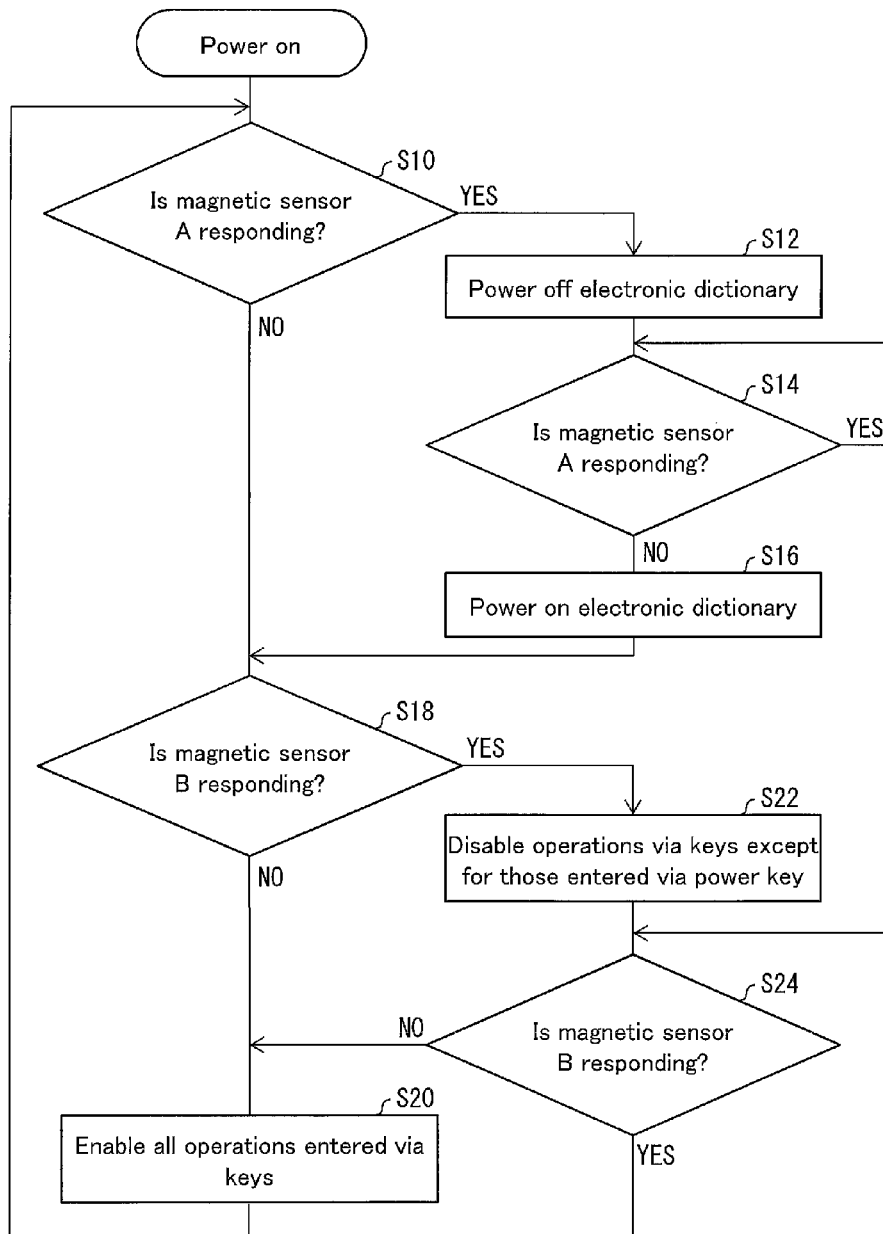 Power on
S10
Is magnetic sensor
A responding?
YES
NO
S12
Power off electronic dictionary
S14
Is magnetic sensor
A responding?
YES
NO
S16
Power on electronic dictionary
S18
Is magnetic sensor
B responding?
YES
NO
S22
Disable operations via keys except
for those entered via power key
S24
Is magnetic sensor
B responding?
NO
YES
S20
Enable all operations entered via
keys